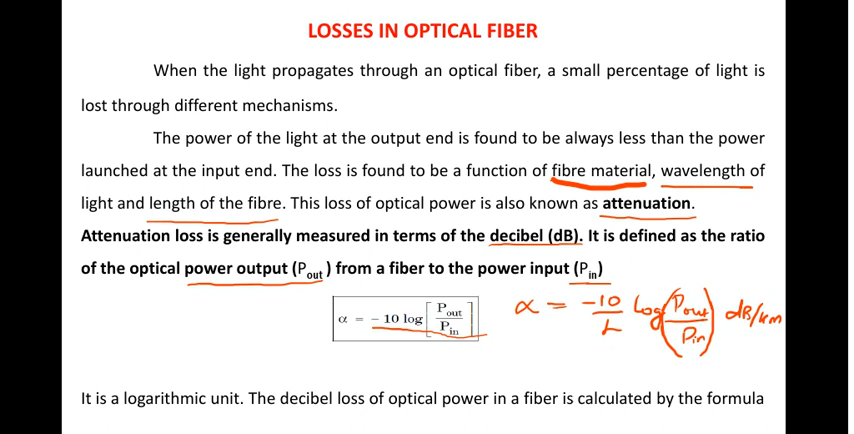 LOSSES IN OPTICAL FIBER
When the light propagates through an optical fiber, a small percentage of light is
lost through different mechanisms.
The power of the light at the output end is found to be always less than the power
launched at the input end. The loss is found to be a function of fibre material, wavelength of
light and length of the fibre. This loss of optical power is also known as attenuation.
Attenuation loss is generally measured in terms of the decibel (dB). It is defined as the ratio
of the optical power output (Pout) from a fiber to the power input (Pin)
α = - 10 log [Pout/Pin] α = -10/L log (Pout/Pin) dB/km
It is a logarithmic unit. The decibel loss of optical power in a fiber is calculated by the formula